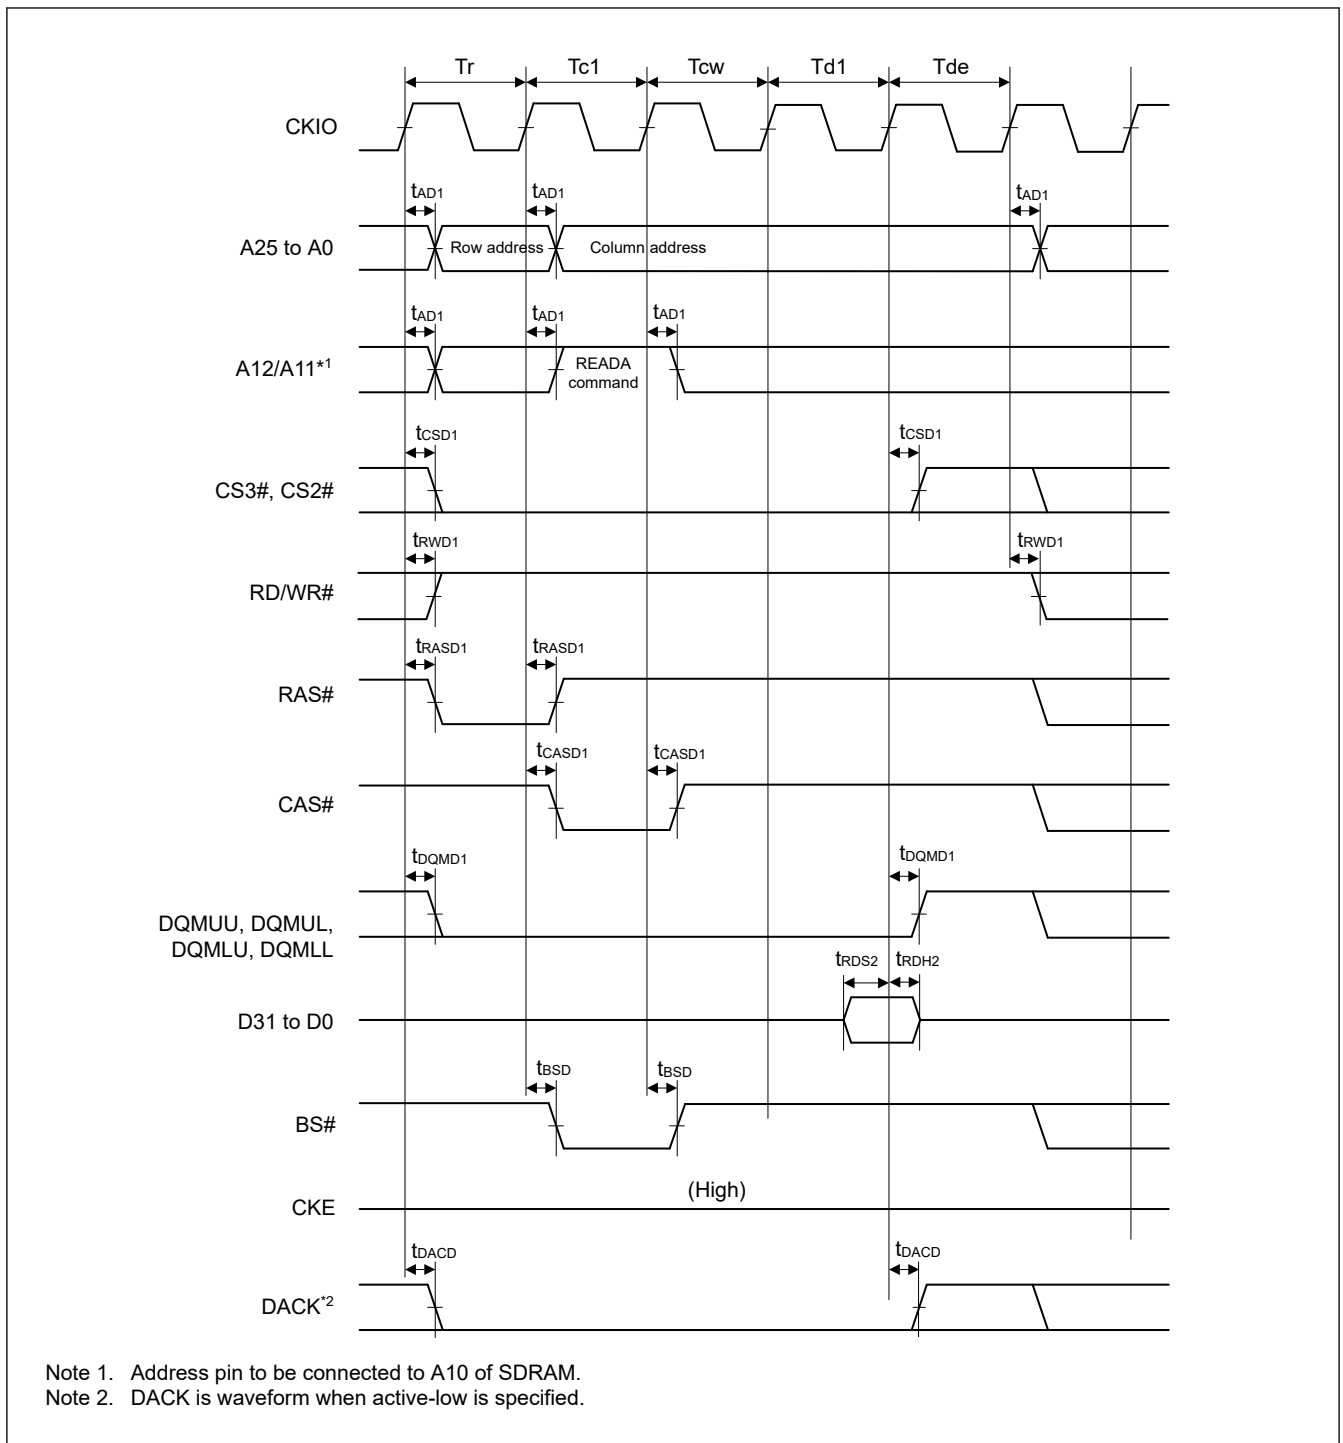 Tr Tc1 Tcw Td1 Tde
CKIO
tAD1 tAD1 tAD1
A25 to A0 Row address Column address
tAD1 tAD1 tAD1
A12/A11*1 READA
command
tCSD1 tCSD1
CS3#, CS2#
tRWD1 tRWD1
RD/WR#
tRASD1 tRASD1
RAS#
tCASD1 tCASD1
CAS#
tDQMD1 tDQMD1
DQMUU, DQMUL,
DQMLU, DQMLL
tRDS2 tRDH2
D31 to D0
tBSD tBSD
BS#
(High)
CKE
tDACD tDACD
DACK*2
Note 1. Address pin to be connected to A10 of SDRAM.
Note 2. DACK is waveform when active-low is specified.